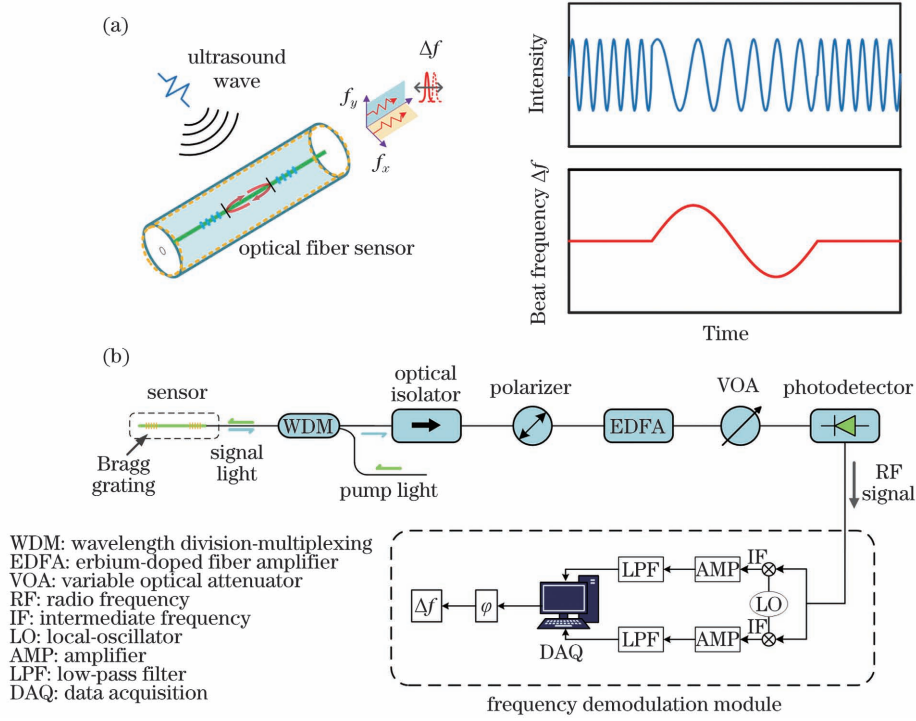 (a)
ultrasound
wave
Δf
f_y
f_x
optical fiber sensor
Intensity
Beat frequency Δf
Time
(b)
sensor
Bragg
grating
signal
light
WDM
pump light
optical
isolator
polarizer
EDFA
VOA
photodetector
RF
signal
WDM: wavelength division-multiplexing
EDFA: erbium-doped fiber amplifier
VOA: variable optical attenuator
RF: radio frequency
IF: intermediate frequency
LO: local-oscillator
AMP: amplifier
LPF: low-pass filter
DAQ: data acquisition
Δf
φ
DAQ
LPF
AMP
IF
LO
IF
LPF
AMP
frequency demodulation module